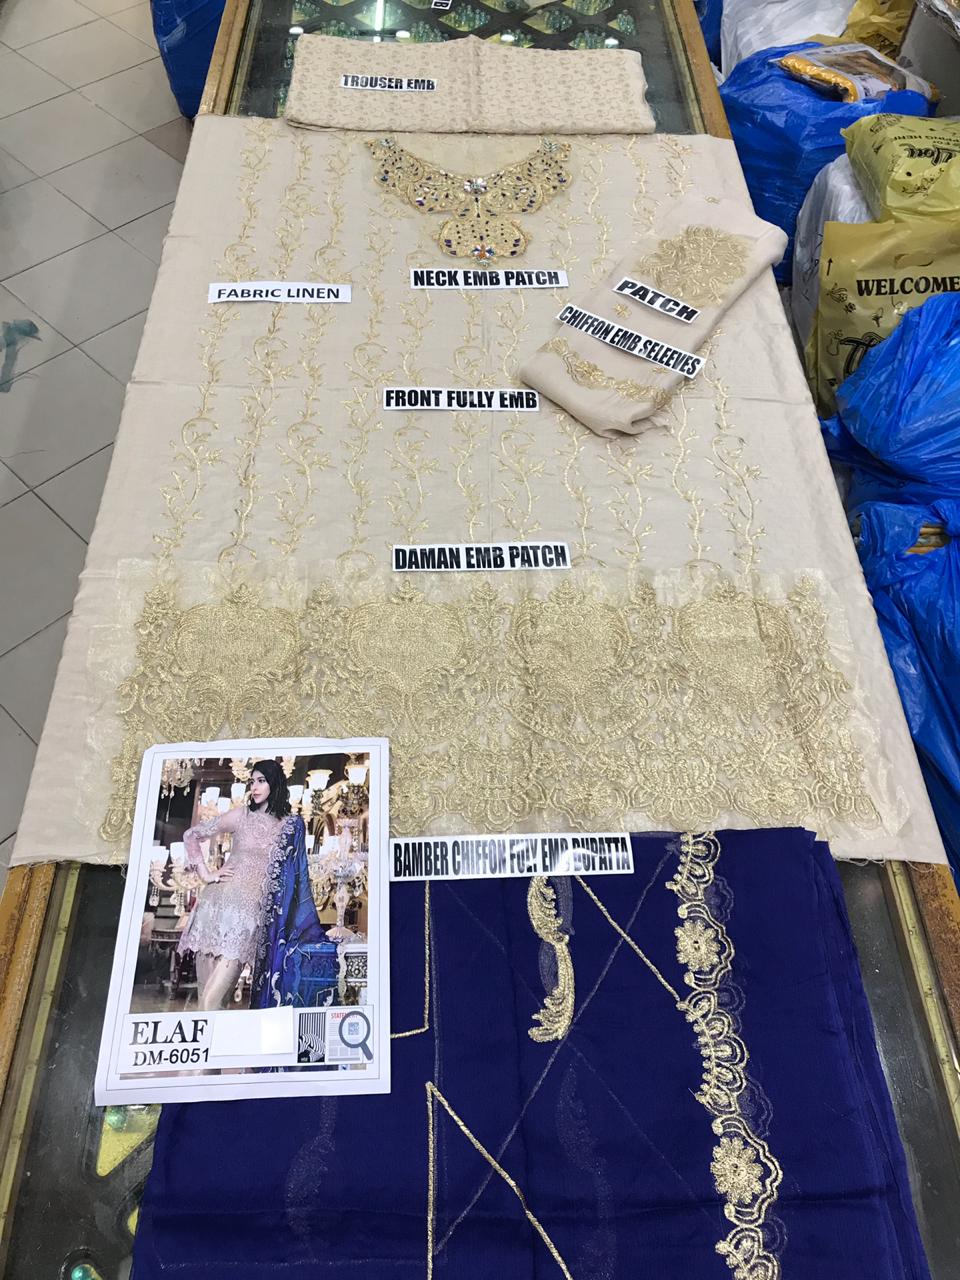 TROUSER EMB
NECK EMB PATCH
FABRIC LINEN
PATCH
CHIFFON EMB SELEEVES
FRONT FULLY EMB
DAMAN EMB PATCH
BAMBER CHIFFON FULY EMB DUPATTA
ELAF
DM-6051
WELCOME